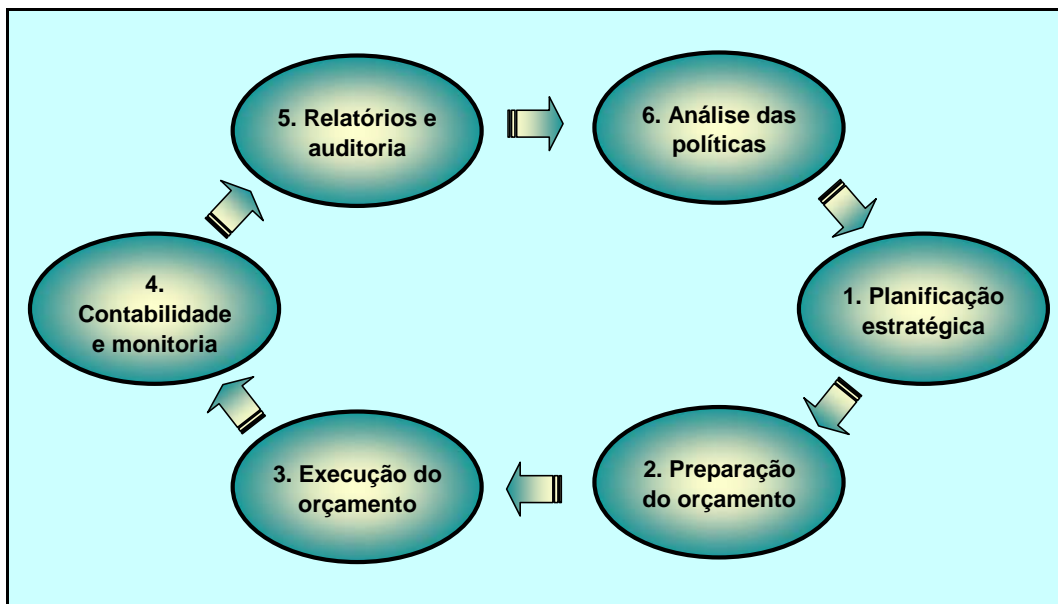 5. Relatórios e
auditoria
6. Análise das
políticas
4.
Contabilidade
e monitoria
1. Planificação
estratégica
3. Execução do
orçamento
2. Preparação
do orçamento